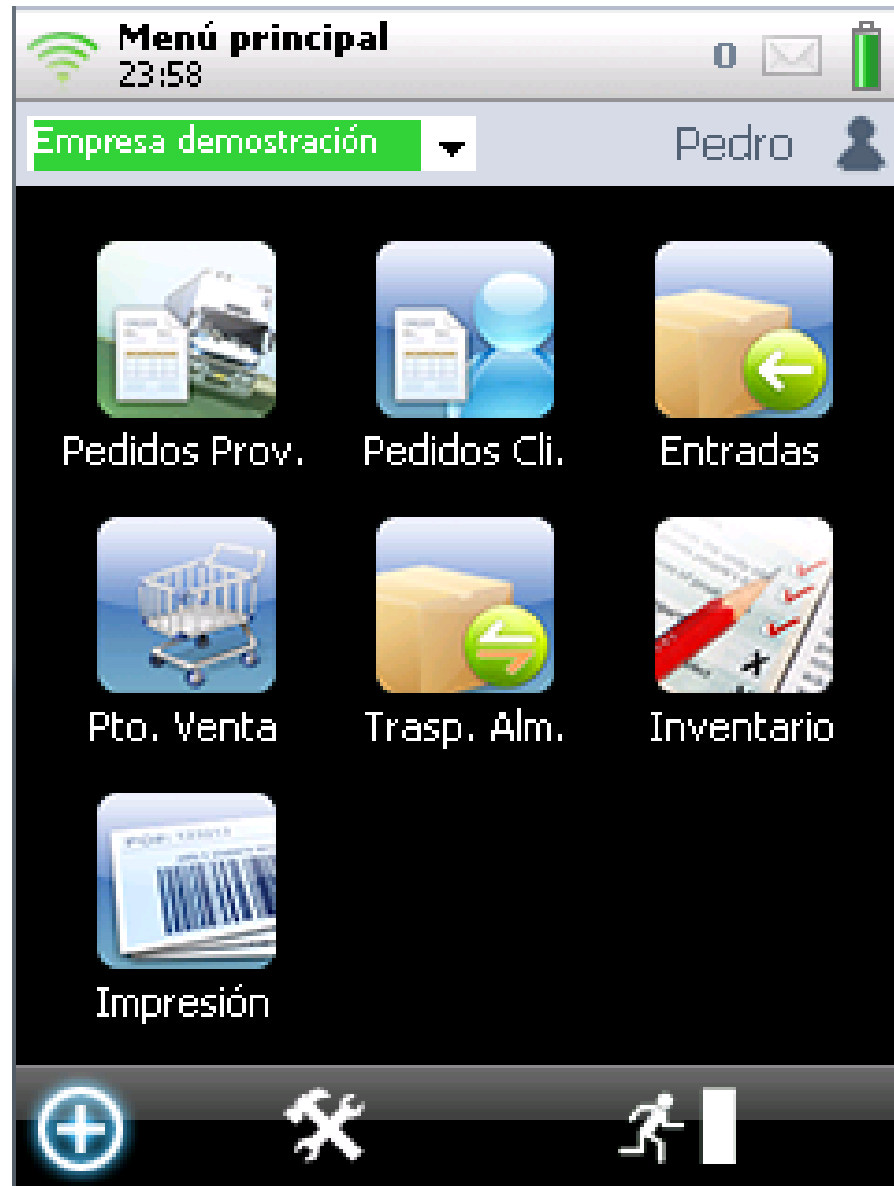 Menú principal
23:58
0
Empresa demostración
Pedro
Pedidos Prov.
Pedidos Cli.
Entradas
Pto. Venta
Trasp. Alm.
Inventario
Impresión